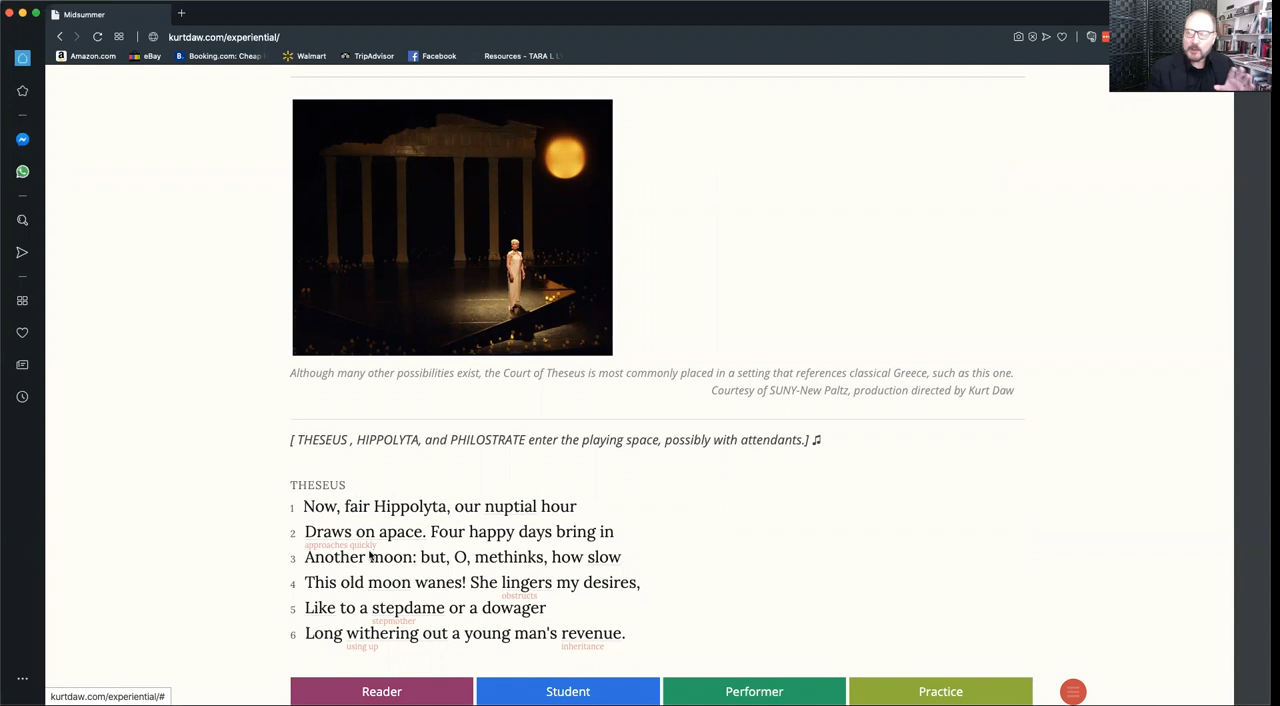 Midsummer
kurtdaw.com/experiential/
Amazon.com eBay Booking.com: Cheap Walmart TripAdvisor Facebook Resources – TARA L
Although many other possibilities exist, the Court of Theseus is most commonly placed in a setting that references classical Greece, such as this one.
Courtesy of SUNY-New Paltz, production directed by Kurt Daw
[ THESEUS , HIPPOLYTA, and PHILOSTRATE enter the playing space, possibly with attendants.] ♫
THESEUS
1 Now, fair Hippolyta, our nuptial hour
2 Draws on apace. Four happy days bring in
approaches quickly
3 Another moon: but, O, methinks, how slow
4 This old moon wanes! She lingers my desires,
obstructs
5 Like to a stepdame or a dowager
stepmother
6 Long withering out a young man's revenue.
using up inheritance
Reader Student Performer Practice
kurtdaw.com/experiential/#